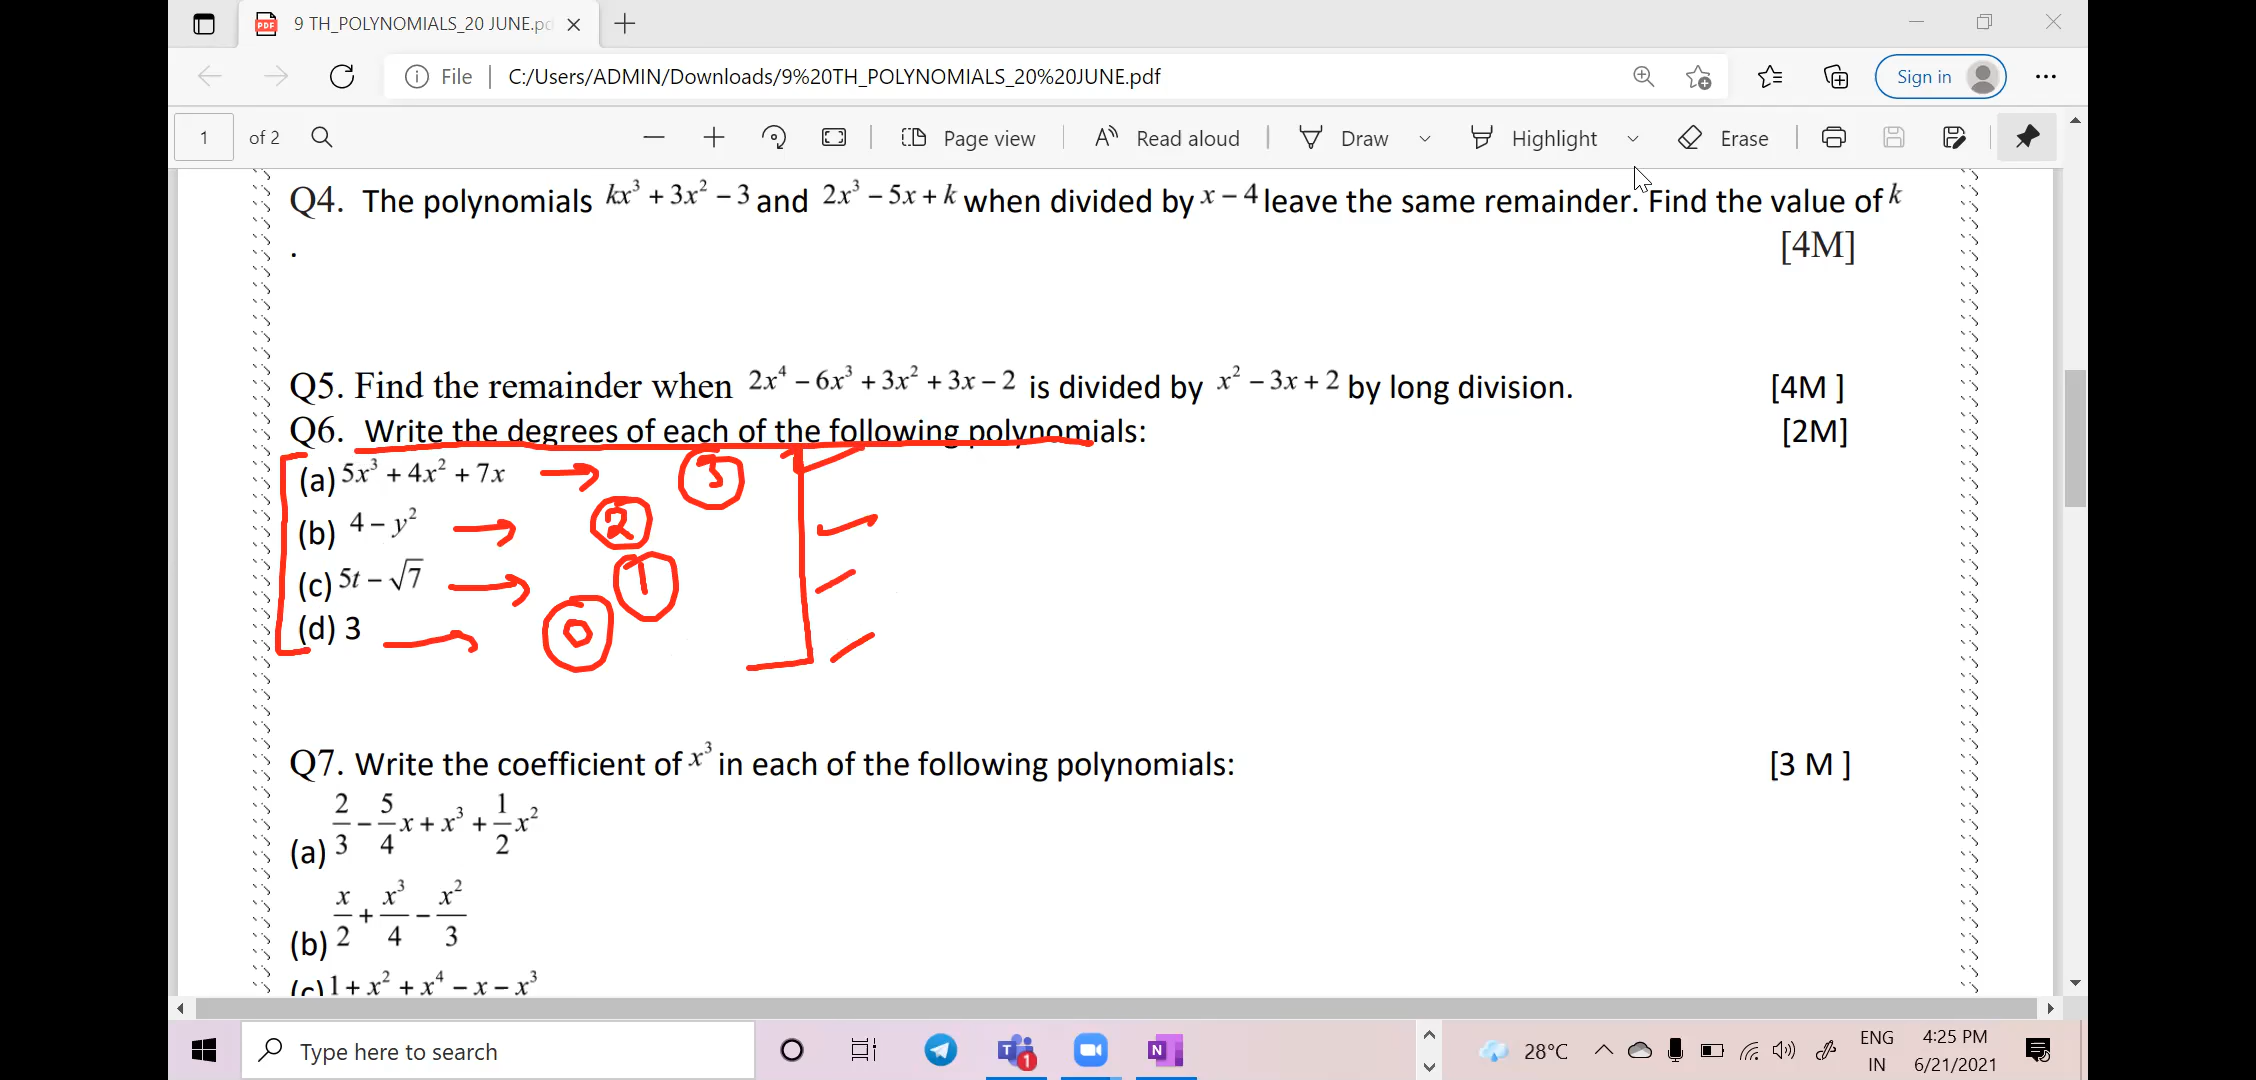 9 TH_POLYNOMIALS_20 JUNE.pd
File | C:/Users/ADMIN/Downloads/9%20TH_POLYNOMIALS_20%20JUNE.pdf
Sign in
1 of 2
Page view
Read aloud
Draw
Highlight
Erase
Q4. The polynomials kx³ + 3x² − 3 and 2x³ − 5x + k when divided by x − 4 leave the same remainder. Find the value of k
. [4M]
Q5. Find the remainder when 2x⁴ − 6x³ + 3x² + 3x − 2 is divided by x² − 3x + 2 by long division. [4M ]
Q6. Write the degrees of each of the following polynomials: [2M]
(a) 5x³ + 4x² + 7x → 3
(b) 4 − y² → 2
(c) 5t − √7 → 1
(d) 3 → 0
Q7. Write the coefficient of x³ in each of the following polynomials: [3 M ]
(a) 2/3 − 5/4 x + x³ + 1/2 x²
(b) x/2 + x³/4 − x²/3
(c) 1 + x² + x⁴ − x − x³
Type here to search
T
1
N
28°C
ENG
IN
4:25 PM
6/21/2021